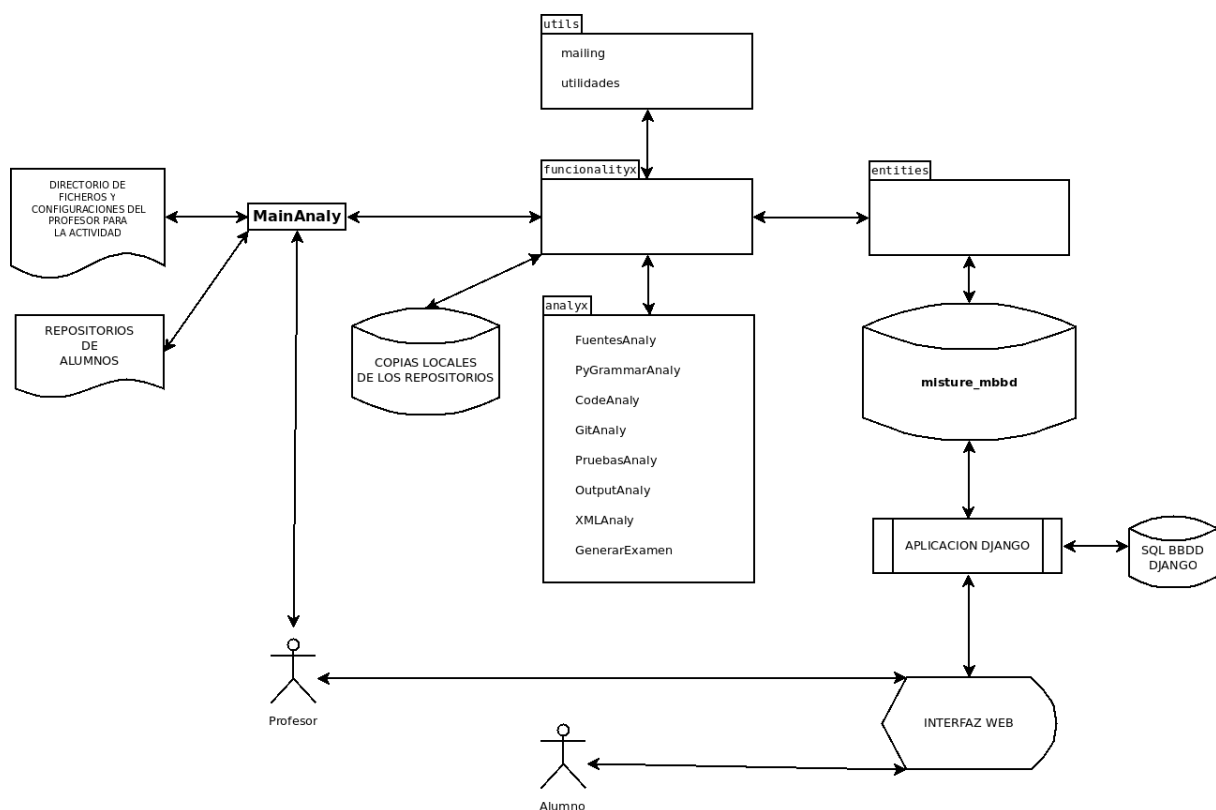 utils
mailing
utilidades
funcionalityx
entities
DIRECTORIO DE
FICHEROS Y
CONFIGURACIONES DEL
PROFESOR PARA
LA ACTIVIDAD
MainAnaly
REPOSITORIOS
DE
ALUMNOS
COPIAS LOCALES
DE LOS REPOSITORIOS
analyx
FuentesAnaly
PyGrammarAnaly
CodeAnaly
GitAnaly
PruebasAnaly
OutputAnaly
XMLAnaly
GenerarExamen
misture_mbbd
APLICACION DJANGO
SQL BBDD
DJANGO
Profesor
INTERFAZ WEB
Alumno